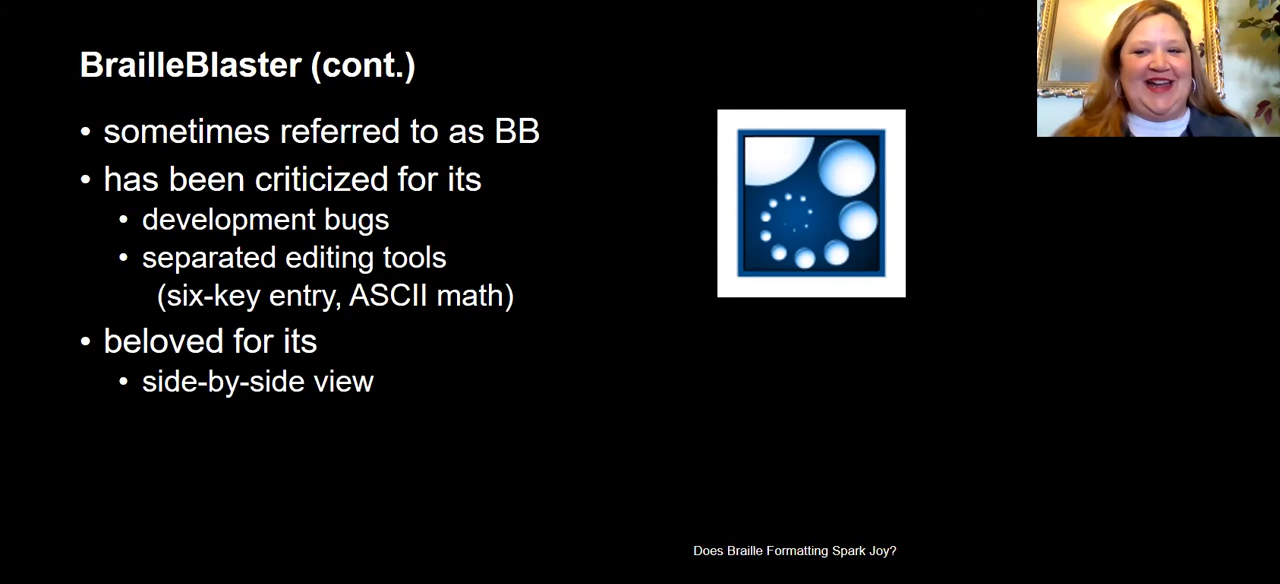 BrailleBlaster (cont.)
• sometimes referred to as BB
• has been criticized for its
• development bugs
• separated editing tools
(six-key entry, ASCII math)
• beloved for its
• side-by-side view
Does Braille Formatting Spark Joy?